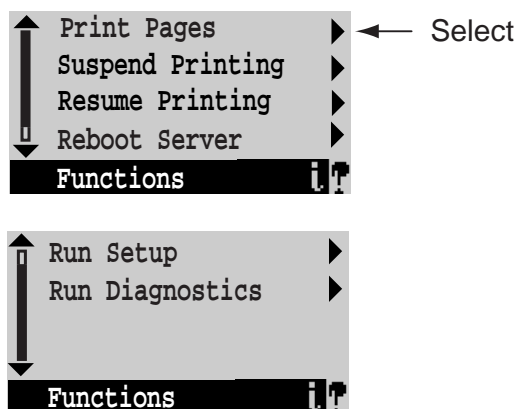 Print Pages
Select
Suspend Printing
Resume Printing
Reboot Server
Functions
Run Setup
Run Diagnostics
Functions